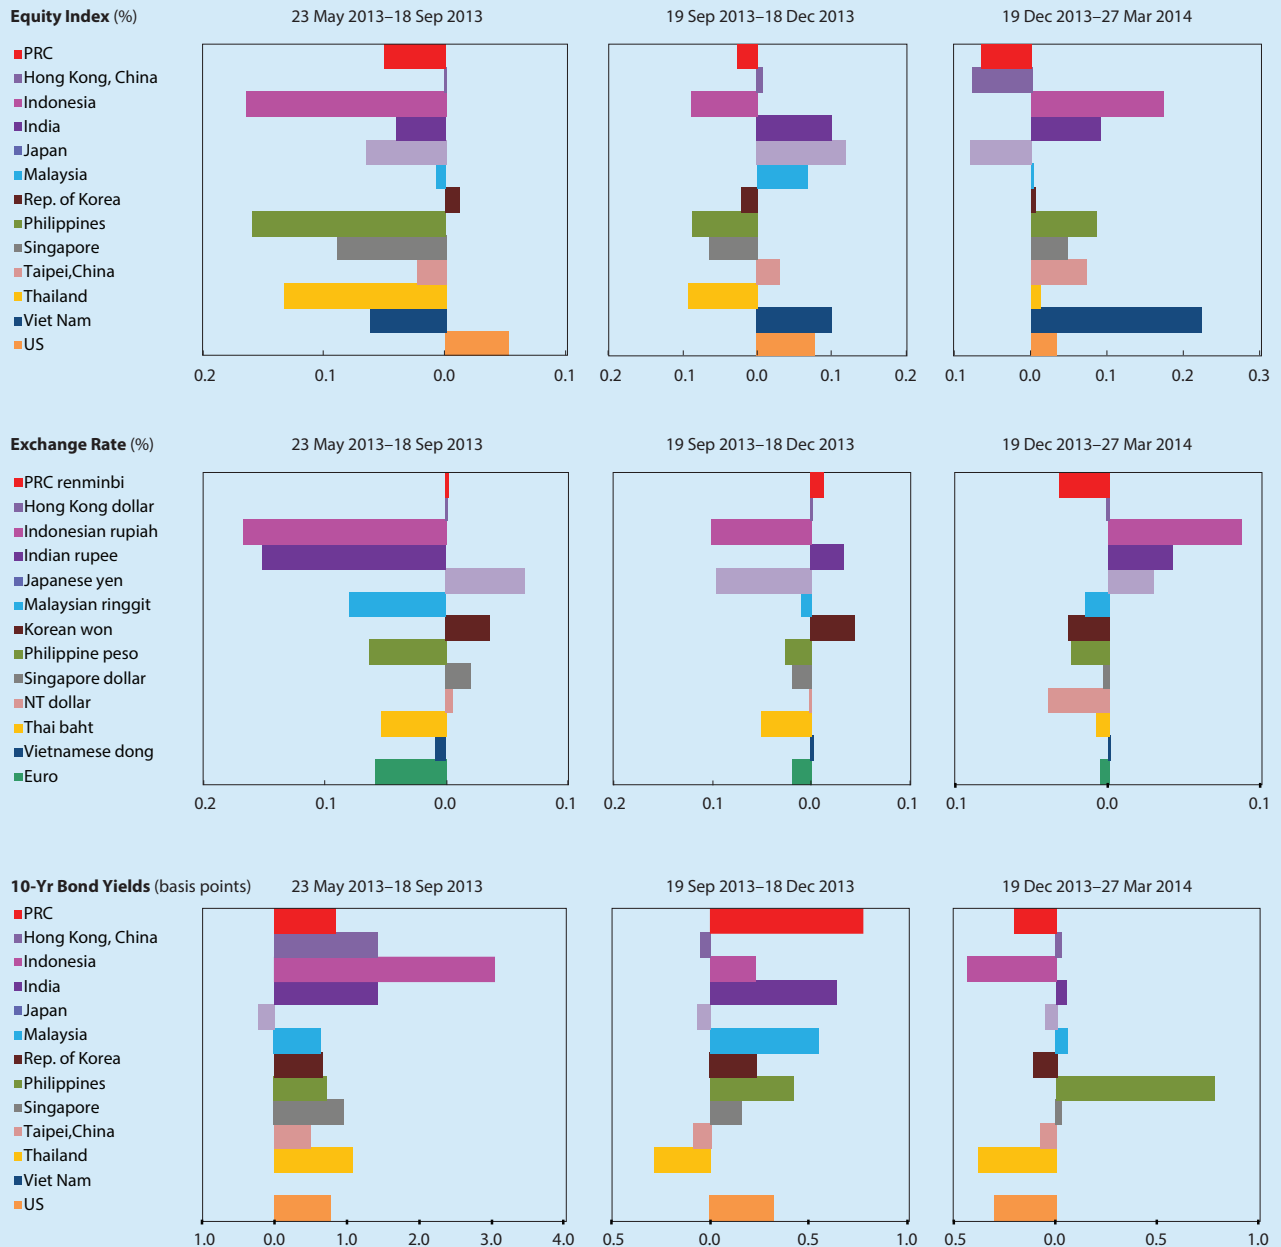 Equity Index (%) 23 May 2013–18 Sep 2013 19 Sep 2013–18 Dec 2013 19 Dec 2013–27 Mar 2014
PRC
Hong Kong, China
Indonesia
India
Japan
Malaysia
Rep. of Korea
Philippines
Singapore
Taipei,China
Thailand
Viet Nam
US
0.2 0.1 0.0 0.1 0.2 0.1 0.0 0.1 0.2 0.1 0.0 0.1 0.2 0.3
Exchange Rate (%) 23 May 2013–18 Sep 2013 19 Sep 2013–18 Dec 2013 19 Dec 2013–27 Mar 2014
PRC renminbi
Hong Kong dollar
Indonesian rupiah
Indian rupee
Japanese yen
Malaysian ringgit
Korean won
Philippine peso
Singapore dollar
NT dollar
Thai baht
Vietnamese dong
Euro
0.2 0.1 0.0 0.1 0.2 0.1 0.0 0.1 0.1 0.0 0.1
10-Yr Bond Yields (basis points) 23 May 2013–18 Sep 2013 19 Sep 2013–18 Dec 2013 19 Dec 2013–27 Mar 2014
PRC
Hong Kong, China
Indonesia
India
Japan
Malaysia
Rep. of Korea
Philippines
Singapore
Taipei,China
Thailand
Viet Nam
US
1.0 0.0 1.0 2.0 3.0 4.0 0.5 0.0 0.5 1.0 0.5 0.0 0.5 1.0